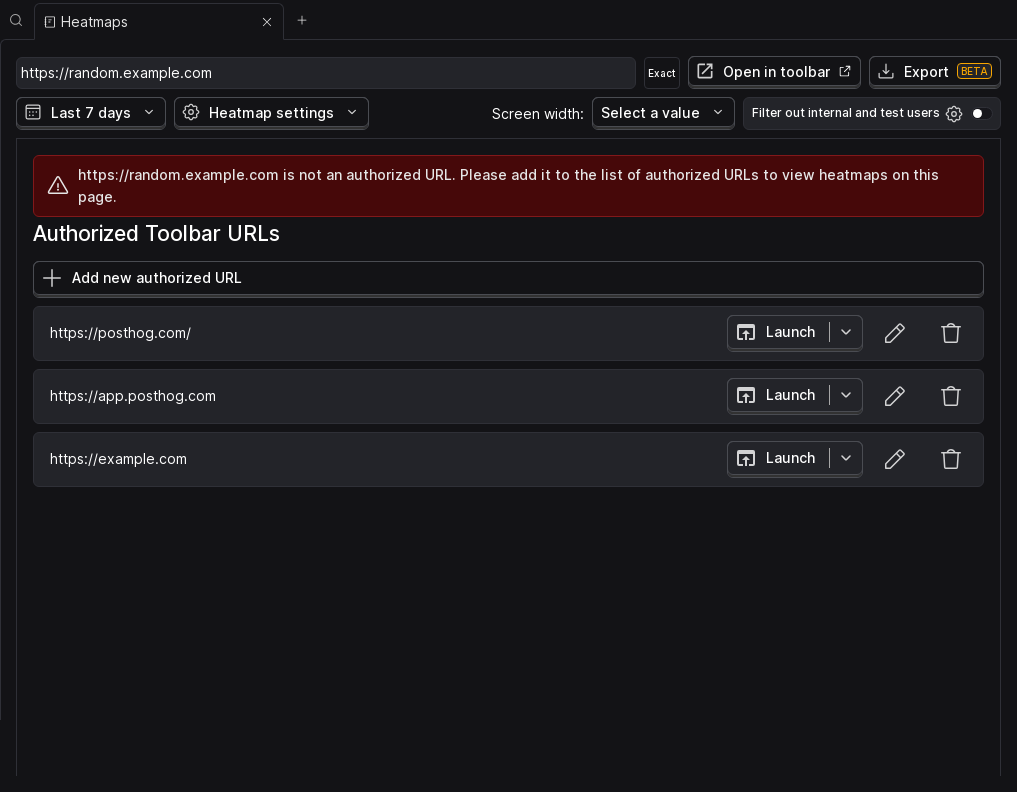 Heatmaps
https://random.example.com
Exact
Open in toolbar
Export BETA
Last 7 days
Heatmap settings
Screen width:
Select a value
Filter out internal and test users
https://random.example.com is not an authorized URL. Please add it to the list of authorized URLs to view heatmaps on this
page.
Authorized Toolbar URLs
Add new authorized URL
https://posthog.com/
Launch
https://app.posthog.com
Launch
https://example.com
Launch